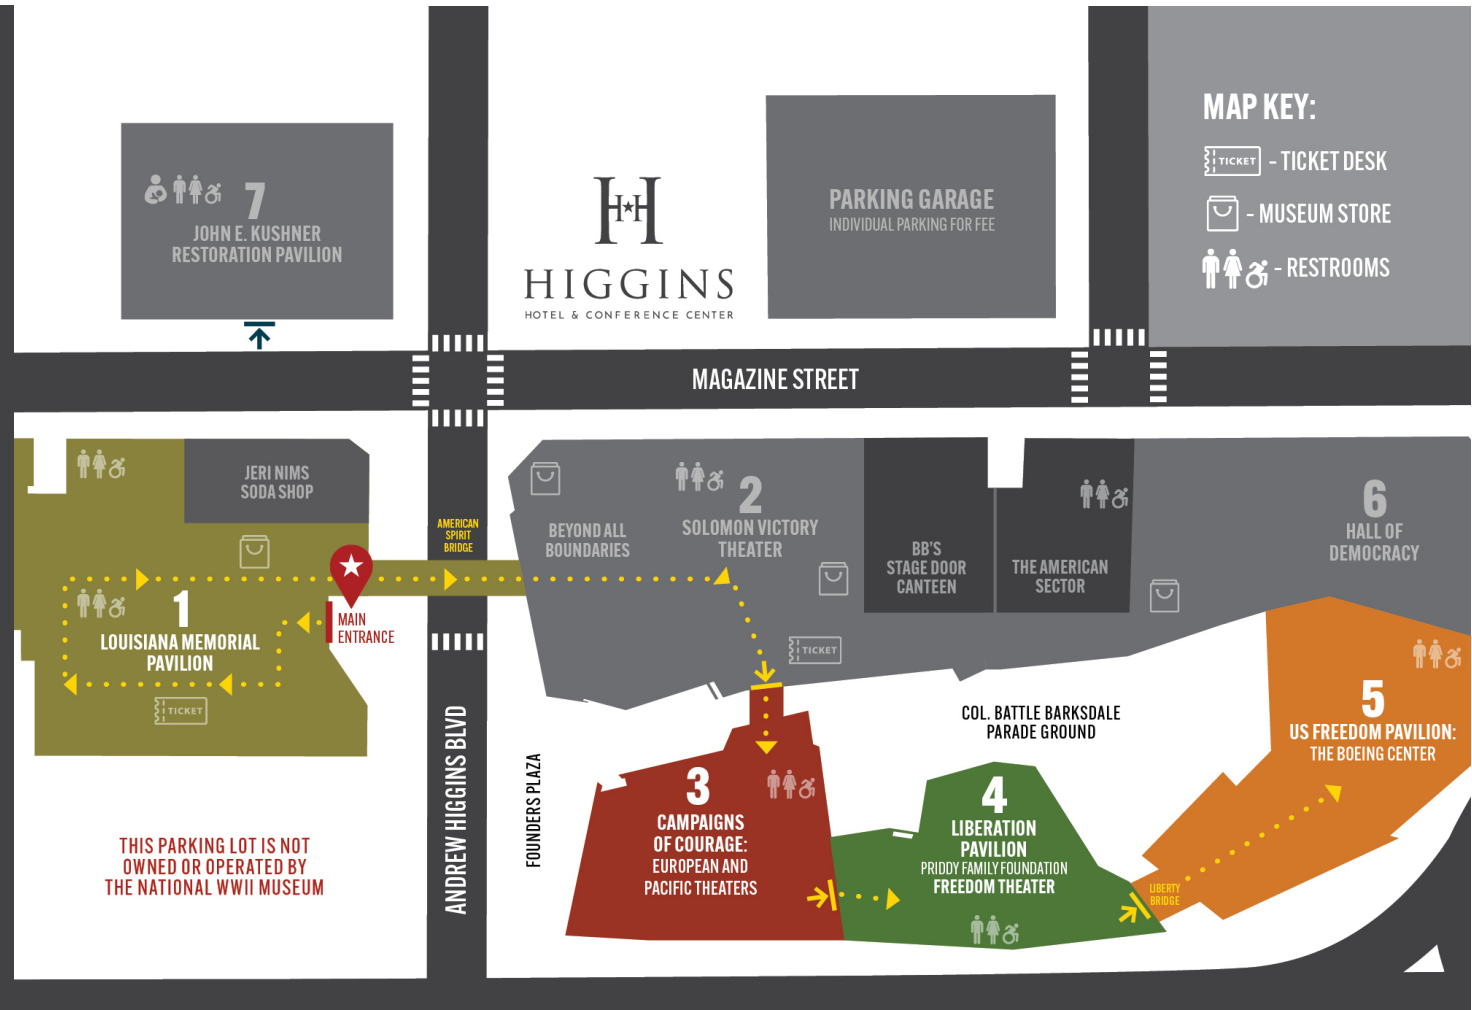 MAP KEY:
TICKET - TICKET DESK
- MUSEUM STORE
- RESTROOMS
7
JOHN E. KUSHNER
RESTORATION PAVILION
H
H★H
HIGGINS
HOTEL & CONFERENCE CENTER
PARKING GARAGE
INDIVIDUAL PARKING FOR FEE
MAGAZINE STREET
JERI NIMS
SODA SHOP
AMERICAN
SPIRIT
BRIDGE
MAIN
ENTRANCE
1
LOUISIANA MEMORIAL
PAVILION
TICKET
BEYOND ALL
BOUNDARIES
2
SOLOMON VICTORY
THEATER
TICKET
BB'S
STAGE DOOR
CANTEEN
THE AMERICAN
SECTOR
6
HALL OF
DEMOCRACY
COL. BATTLE BARKSDALE
PARADE GROUND
5
US FREEDOM PAVILION:
THE BOEING CENTER
ANDREW HIGGINS BLVD
FOUNDERS PLAZA
3
CAMPAIGNS
OF COURAGE:
EUROPEAN AND
PACIFIC THEATERS
4
LIBERATION
PAVILION
PRIDDY FAMILY FOUNDATION
FREEDOM THEATER
LIBERTY
BRIDGE
THIS PARKING LOT IS NOT
OWNED OR OPERATED BY
THE NATIONAL WWII MUSEUM